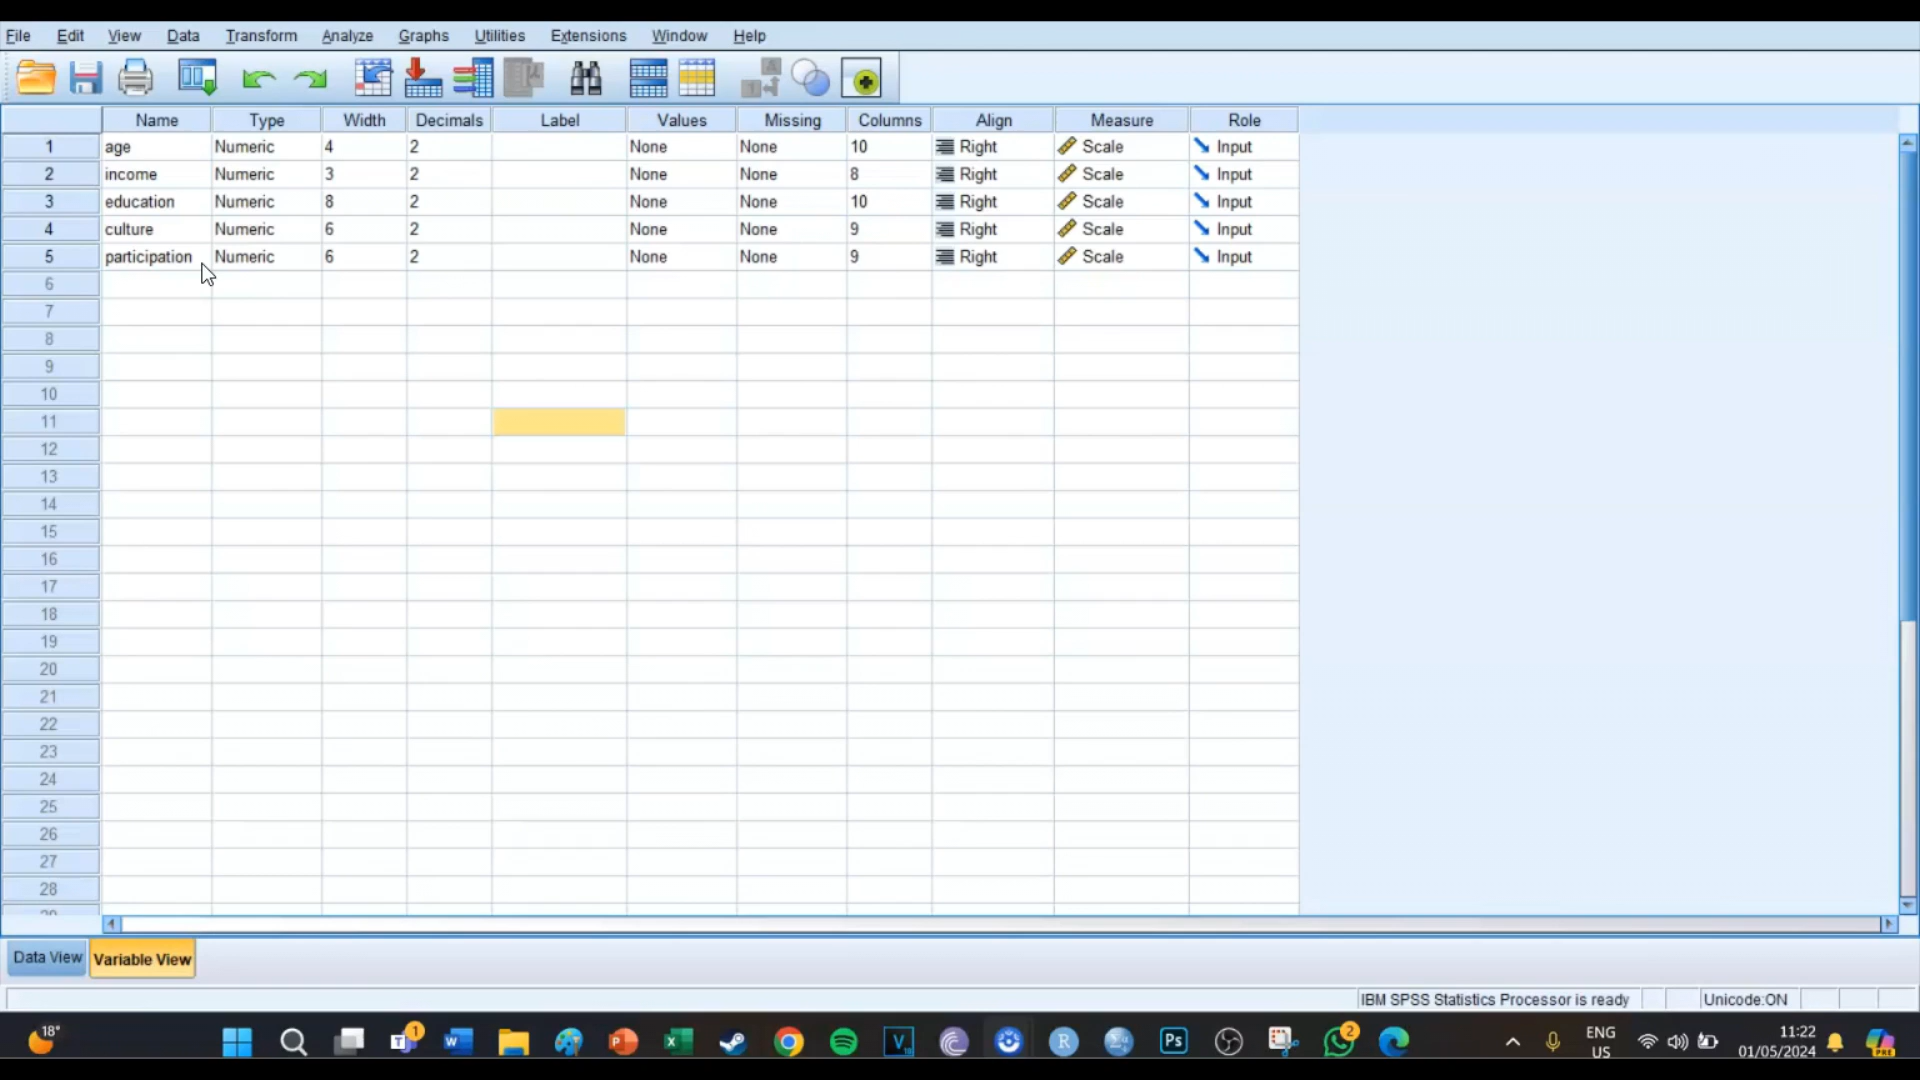 File Edit View Data Transform Analyze Graphs Utilities Extensions Window Help
Name Type Width Decimals Label Values Missing Columns Align Measure Role
1 age Numeric 4 2 None None 10 Right Scale Input
2 income Numeric 3 2 None None 8 Right Scale Input
3 education Numeric 8 2 None None 10 Right Scale Input
4 culture Numeric 6 2 None None 9 Right Scale Input
5 participation Numeric 6 2 None None 9 Right Scale Input
6
7
8
9
10
11
12
13
14
15
16
17
18
19
20
21
22
23
24
25
26
27
28
29
Data View Variable View
IBM SPSS Statistics Processor is ready Unicode:ON
18° T 1 W P X V R Ps 2 ENG 11:22
US 01/05/2024 PRE